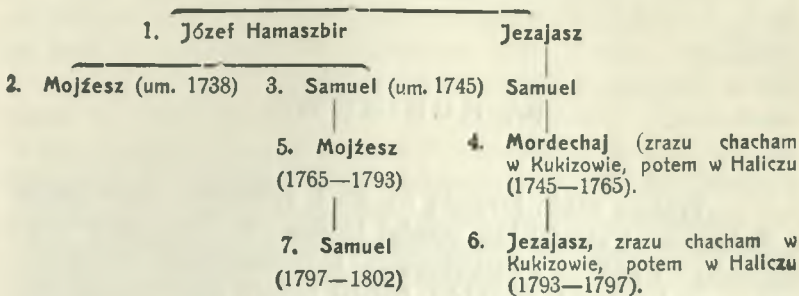 1. Józef Hamaszbir Jezajasz
2. Mojżesz (um. 1738) 3. Samuel (um. 1745) Samuel
5. Mojżesz
(1765—1793)
4. Mordechaj (zrazu chacham
w Kukizowie, potem w Haliczu
(1745—1765).
7. Samuel
(1797—1802)
6. Jezajasz, zrazu chacham w
Kukizowie, potem w Haliczu
(1793—1797).